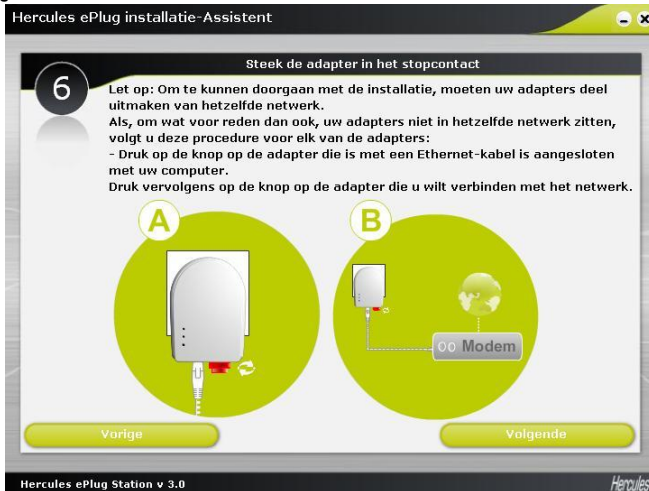 Hercules ePlug installatie-Assistent
Steek de adapter in het stopcontact
6
Let op: Om te kunnen doorgaan met de installatie, moeten uw adapters deel
uitmaken van hetzelfde netwerk.
Als, om wat voor reden dan ook, uw adapters niet in hetzelfde netwerk zitten,
volgt u deze procedure voor elk van de adapters:
- Druk op de knop op de adapter die is met een Ethernet-kabel is aangesloten
met uw computer.
Druk vervolgens op de knop op de adapter die u wilt verbinden met het netwerk.
A
B
Modem
Vorige
Volgende
Hercules ePlug Station v 3.0
Hercules